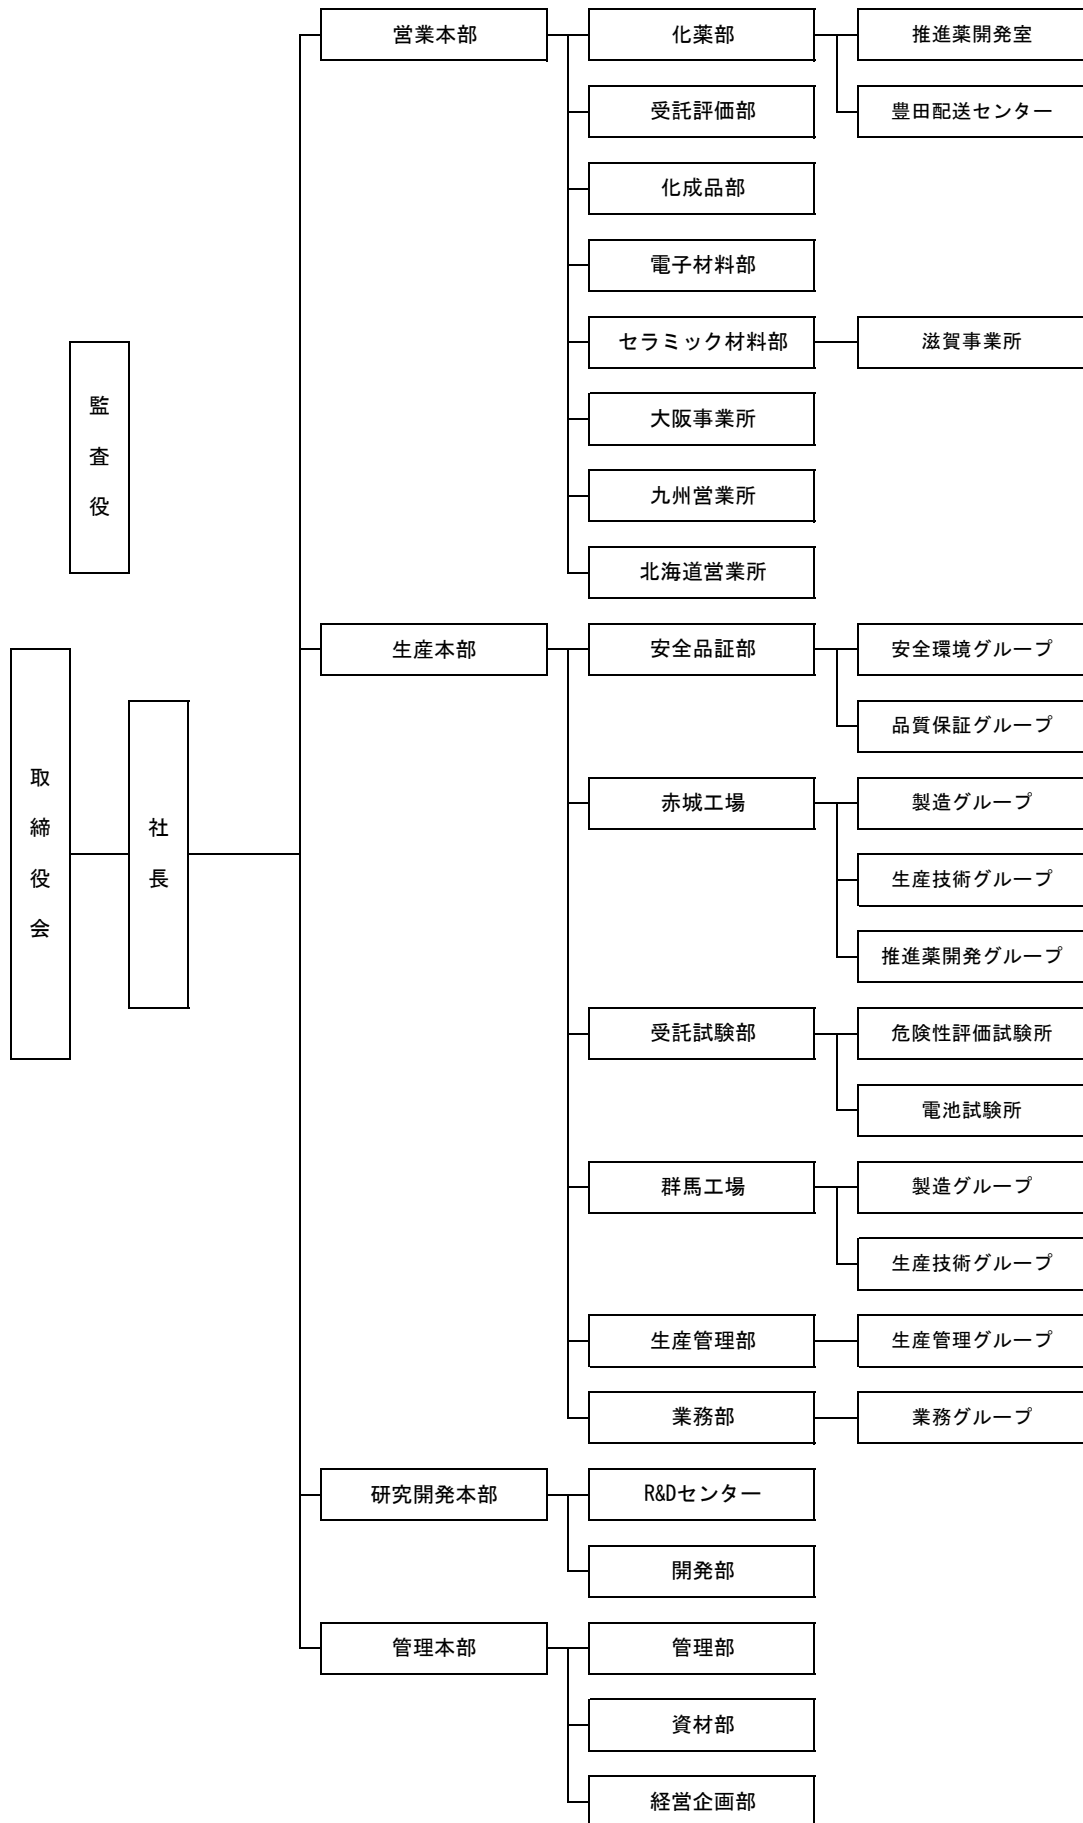 営業本部
化薬部
推進薬開発室
豊田配送センター
受託評価部
化成品部
電子材料部
セラミック材料部
滋賀事業所
大阪事業所
九州営業所
北海道営業所
監査役
取締役会
社長
生産本部
安全品証部
安全環境グループ
品質保証グループ
赤城工場
製造グループ
生産技術グループ
推進薬開発グループ
受託試験部
危険性評価試験所
電池試験所
群馬工場
製造グループ
生産技術グループ
生産管理部
生産管理グループ
業務部
業務グループ
研究開発本部
R&Dセンター
開発部
管理本部
管理部
資材部
経営企画部